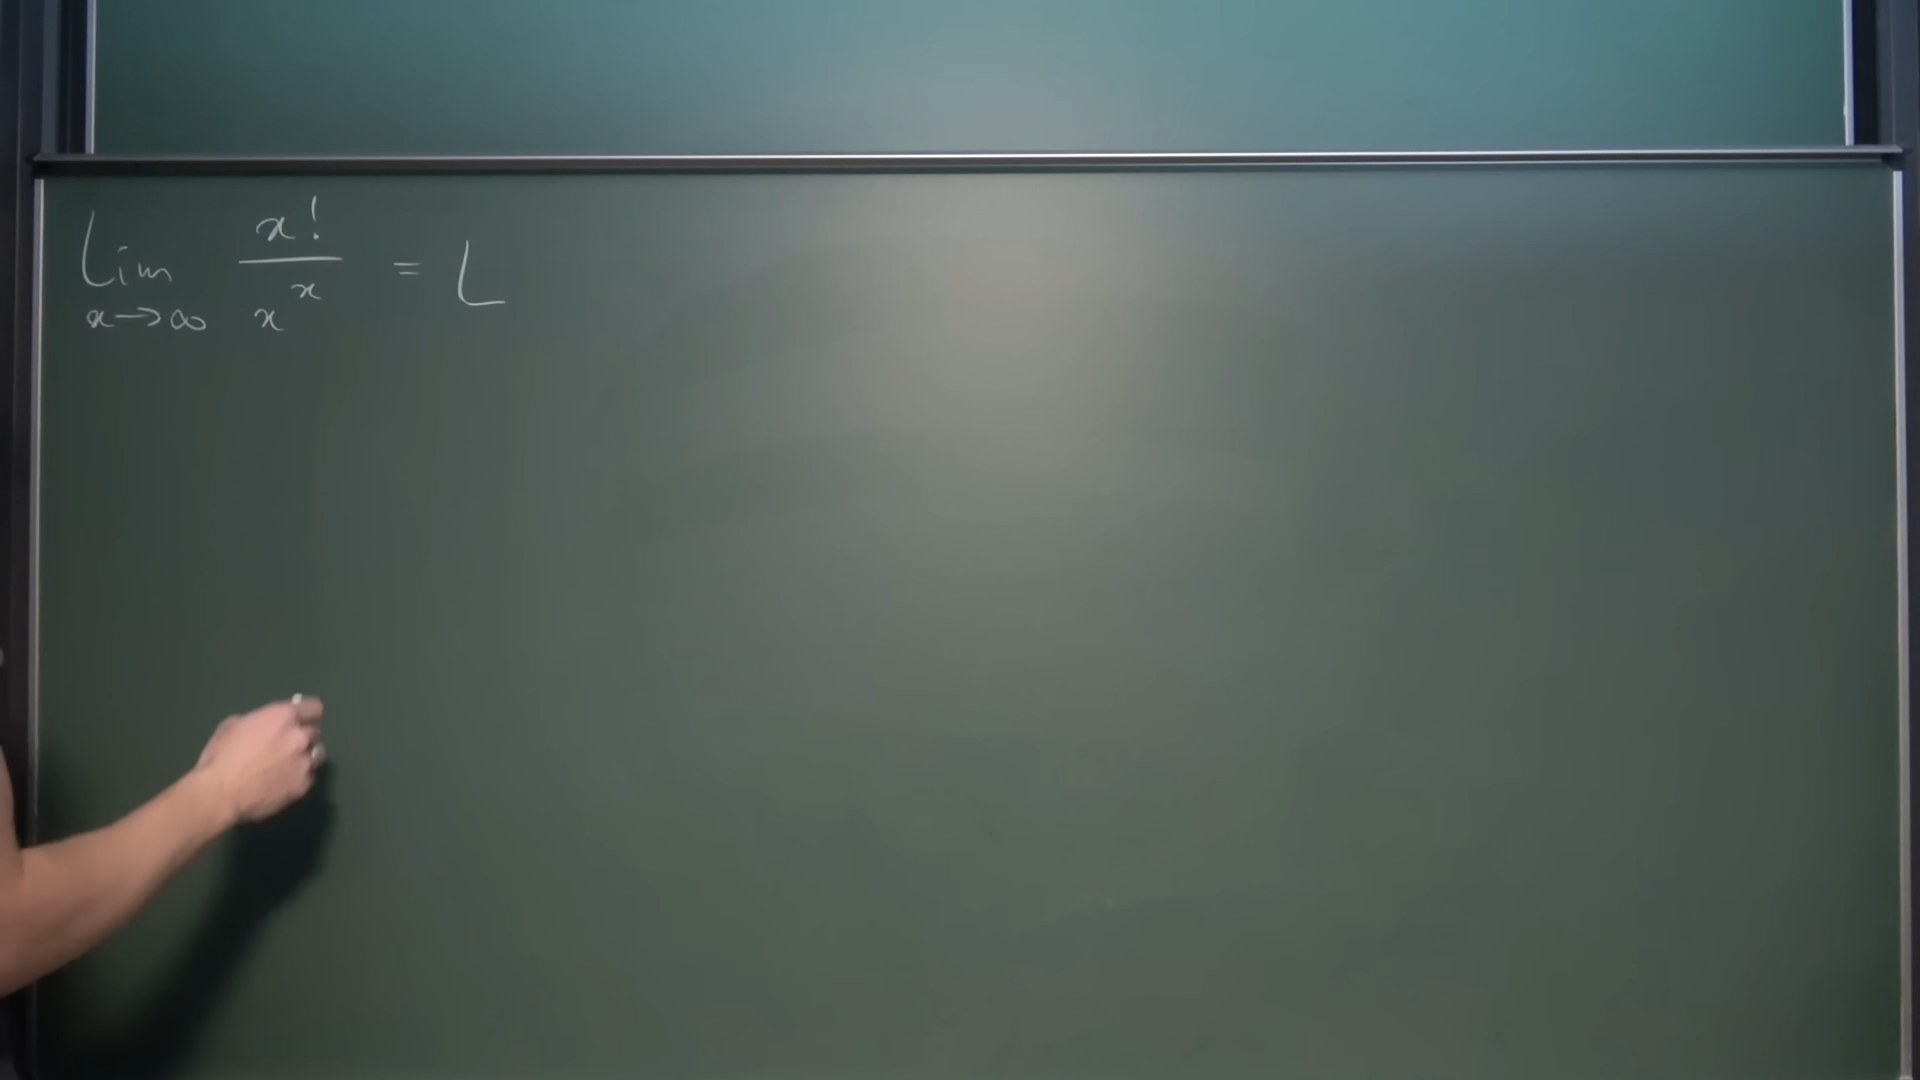 lim x→∞ x!/x^x = L